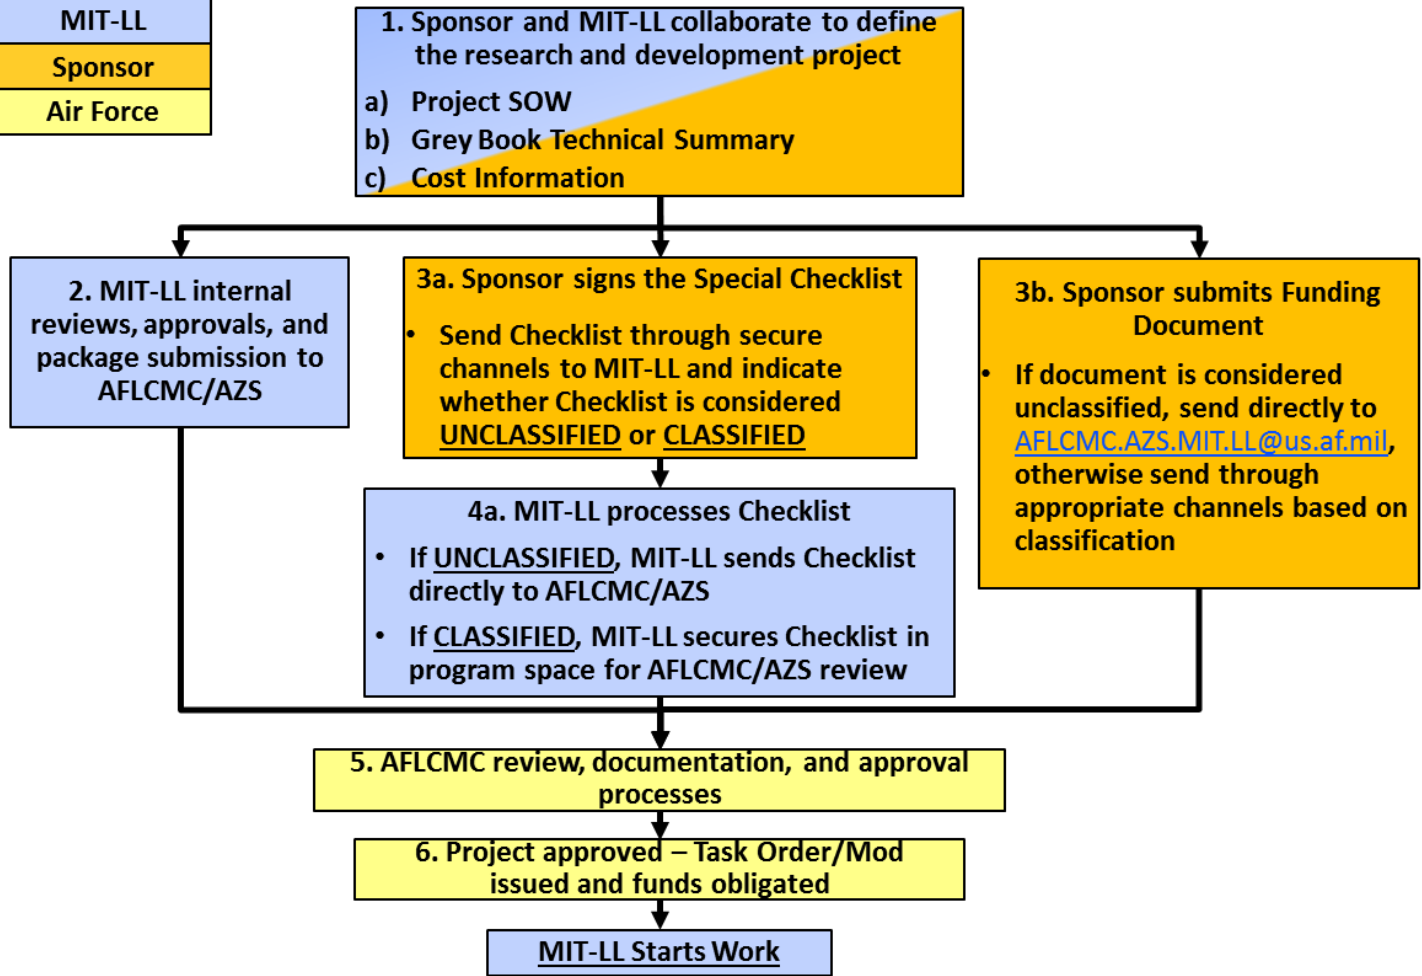 MIT-LL
Sponsor
Air Force
1. Sponsor and MIT-LL collaborate to define
the research and development project
a) Project SOW
b) Grey Book Technical Summary
c) Cost Information
2. MIT-LL internal
reviews, approvals, and
package submission to
AFLCMC/AZS
3a. Sponsor signs the Special Checklist
• Send Checklist through secure
channels to MIT-LL and indicate
whether Checklist is considered
UNCLASSIFIED or CLASSIFIED
3b. Sponsor submits Funding
Document
• If document is considered
unclassified, send directly to
AFLCMC.AZS.MIT.LL@us.af.mil,
otherwise send through
appropriate channels based on
classification
4a. MIT-LL processes Checklist
• If UNCLASSIFIED, MIT-LL sends Checklist
directly to AFLCMC/AZS
• If CLASSIFIED, MIT-LL secures Checklist in
program space for AFLCMC/AZS review
5. AFLCMC review, documentation, and approval
processes
6. Project approved – Task Order/Mod
issued and funds obligated
MIT-LL Starts Work